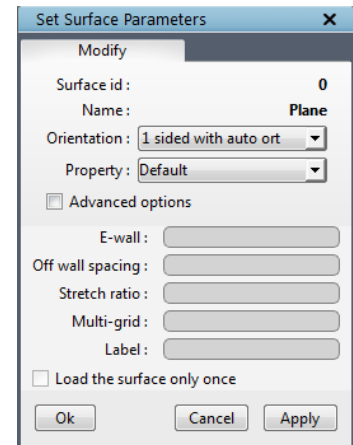 Set Surface Parameters x
Modify
Surface id : 0
Name : Plane
Orientation : 1 sided with auto ort
Property : Default
Advanced options
E-wall :
Off wall spacing :
Stretch ratio :
Multi-grid :
Label :
Load the surface only once
Ok Cancel Apply